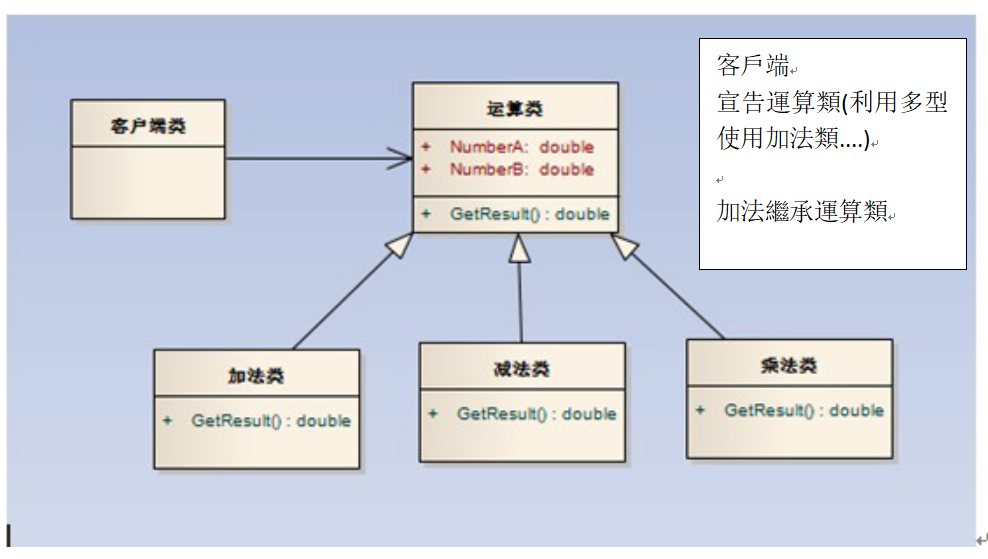 客户端类
运算类
+ NumberA: double
+ NumberB: double
+ GetResult() : double
客戶端
宣告運算類(利用多型
使用加法類....)
加法繼承運算類
加法类
+ GetResult() : double
减法类
+ GetResult() : double
乘法类
+ GetResult() : double